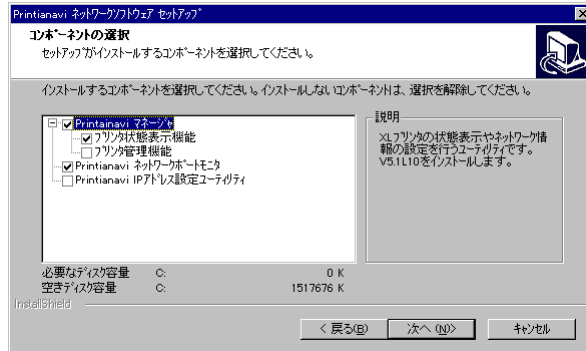 Printianavi ネットワークソフトウェア セットアップ
コンポーネントの選択
セットアップがインストールするコンポーネントを選択してください。
インストールするコンポーネントを選択してください。インストールしないコンポーネントは、選択を解除してください。
Printianavi マネージャ
プリンタ状態表示機能
プリンタ管理機能
Printianavi ネットワークポートモニタ
Printianavi IPアドレス設定ユーティリティ
説明
XLプリンタの状態表示やネットワーク情
報の設定を行うユーティリティです。
V5.1L10をインストールします。
必要なディスク容量 C: 0 K
空きディスク容量 C: 1517676 K
InstallShield
< 戻る(B) 次へ (N)> キャンセル